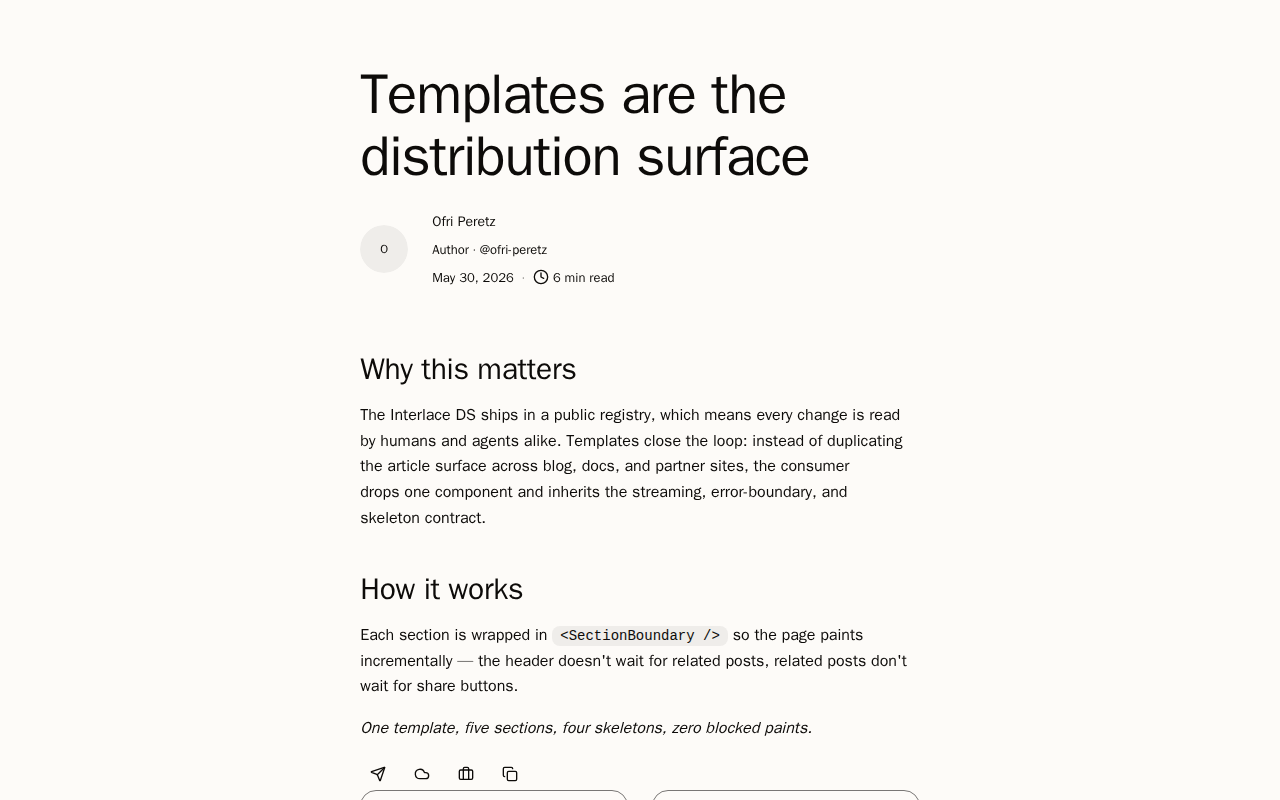 Templates are the
distribution surface
O
Ofri Peretz
Author · @ofri-peretz
May 30, 2026 · 6 min read
Why this matters
The Interlace DS ships in a public registry, which means every change is read
by humans and agents alike. Templates close the loop: instead of duplicating
the article surface across blog, docs, and partner sites, the consumer
drops one component and inherits the streaming, error-boundary, and
skeleton contract.
How it works
Each section is wrapped in <SectionBoundary /> so the page paints
incrementally — the header doesn't wait for related posts, related posts don't
wait for share buttons.
One template, five sections, four skeletons, zero blocked paints.